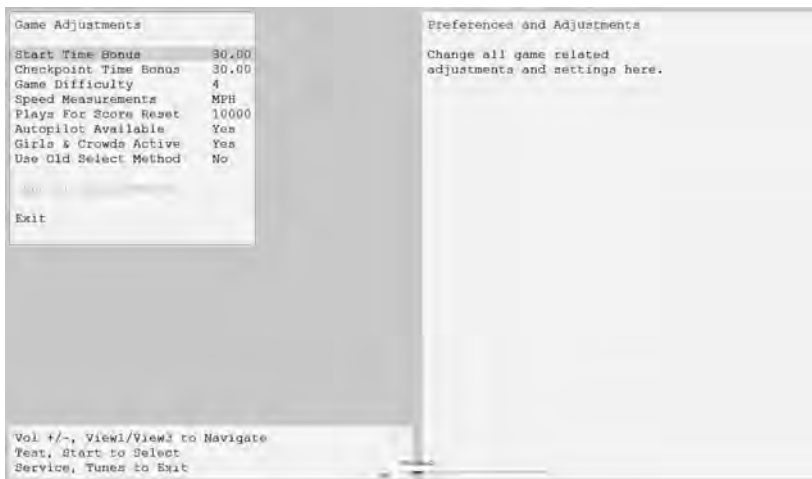 Game Adjustments
Start Time Bonus 30.00
Checkpoint Time Bonus 30.00
Game Difficulty 4
Speed Measurements MPH
Plays For Score Reset 10000
Autopilot Available Yes
Girls & Crowds Active Yes
Use Old Select Method No
Exit
Preferences and Adjustments
Change all game related
adjustments and settings here.
Vol +/-, View1/View3 to Navigate
Test, Start to Select
Service, Tunes to Exit